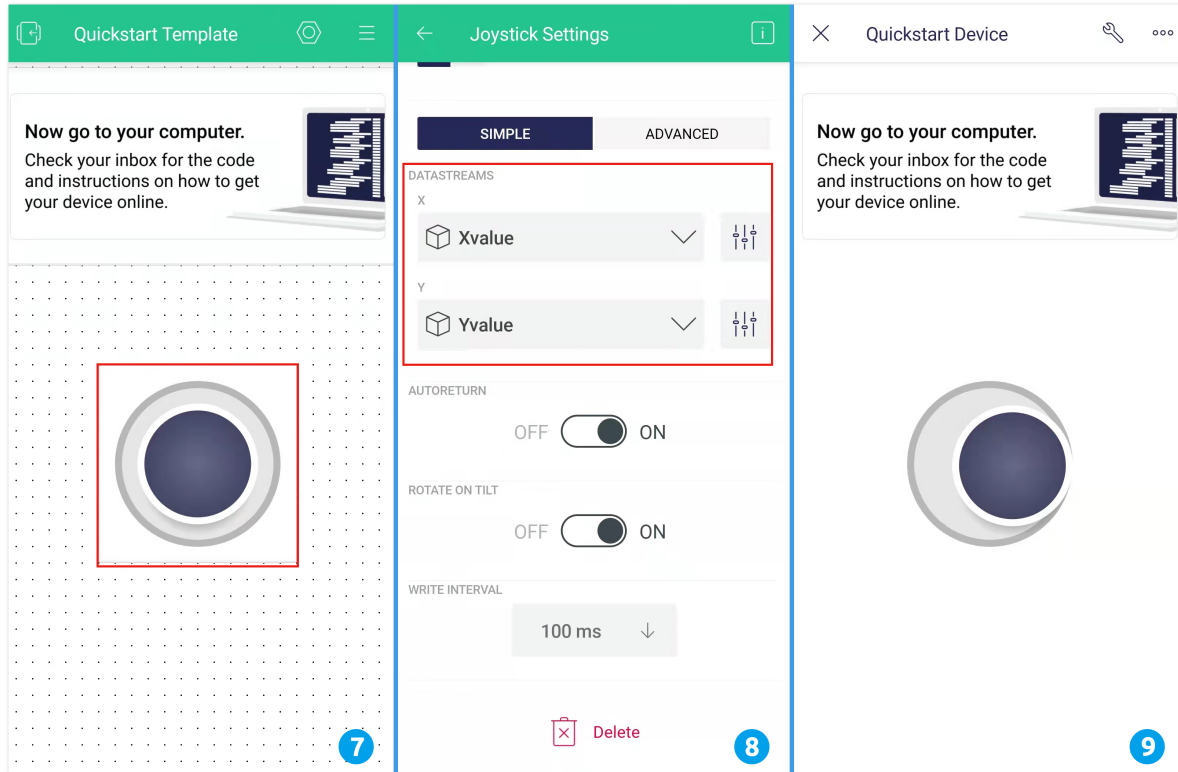 Quickstart Template
Now go to your computer.
Check your inbox for the code
and instructions on how to get
your device online.
7
Joystick Settings
i
SIMPLE ADVANCED
DATASTREAMS
X
Xvalue
Y
Yvalue
AUTORETURN
OFF ON
ROTATE ON TILT
OFF ON
WRITE INTERVAL
100 ms
Delete
8
Quickstart Device
Now go to your computer.
Check your inbox for the code
and instructions on how to get
your device online.
9